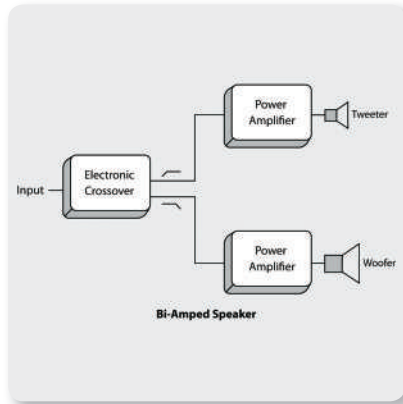 Power
Amplifier
Tweeter
Electronic
Crossover
Input
Power
Amplifier
Woofer
Bi-Amped Speaker